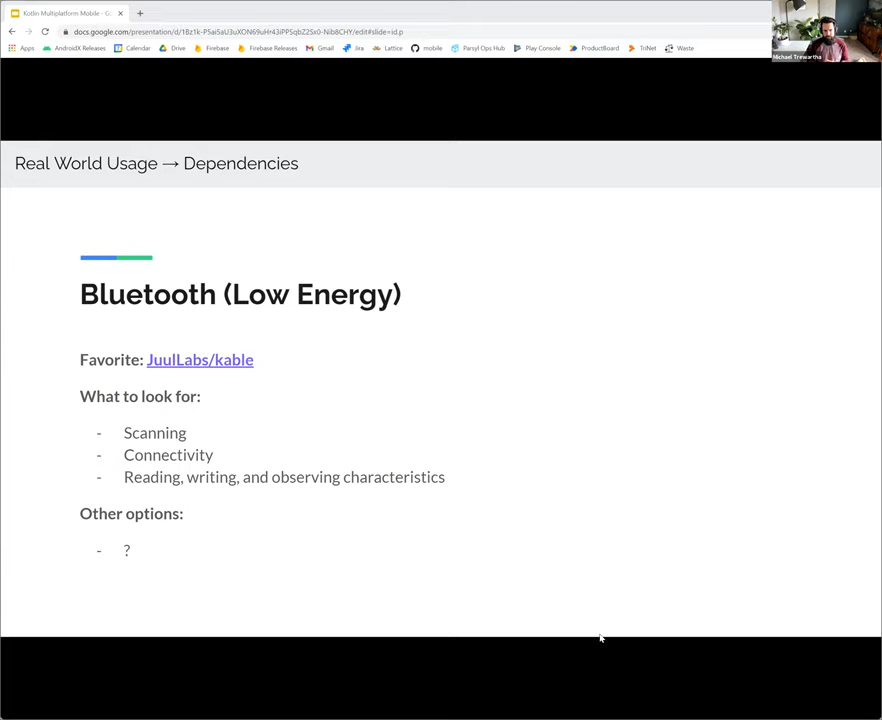 Kotlin Multiplatform Mobile - Go
docs.google.com/presentation/d/18z1k-P5ai5aU3uXON69uHr43iPPSqbZ2Sx0-Nib8CHY/edit#slide=id.p
Apps AndroidX Releases Calendar Drive Firebase Firebase Releases Gmail Jira Lattice mobile Parsyl Ops Hub Play Console ProductBoard TriNet Waste
Michael Trewartha
Real World Usage → Dependencies
Bluetooth (Low Energy)
Favorite: JuulLabs/kable
What to look for:
- Scanning
- Connectivity
- Reading, writing, and observing characteristics
Other options:
- ?